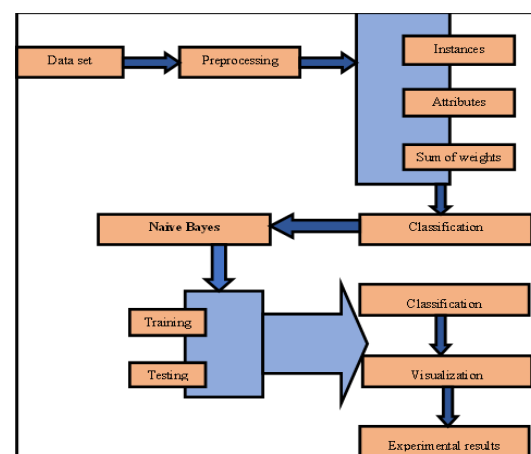 Data set
Preprocessing
Instances
Attributes
Sum of weights
Classification
Naive Bayes
Training
Testing
Classification
Visualization
Experimental results